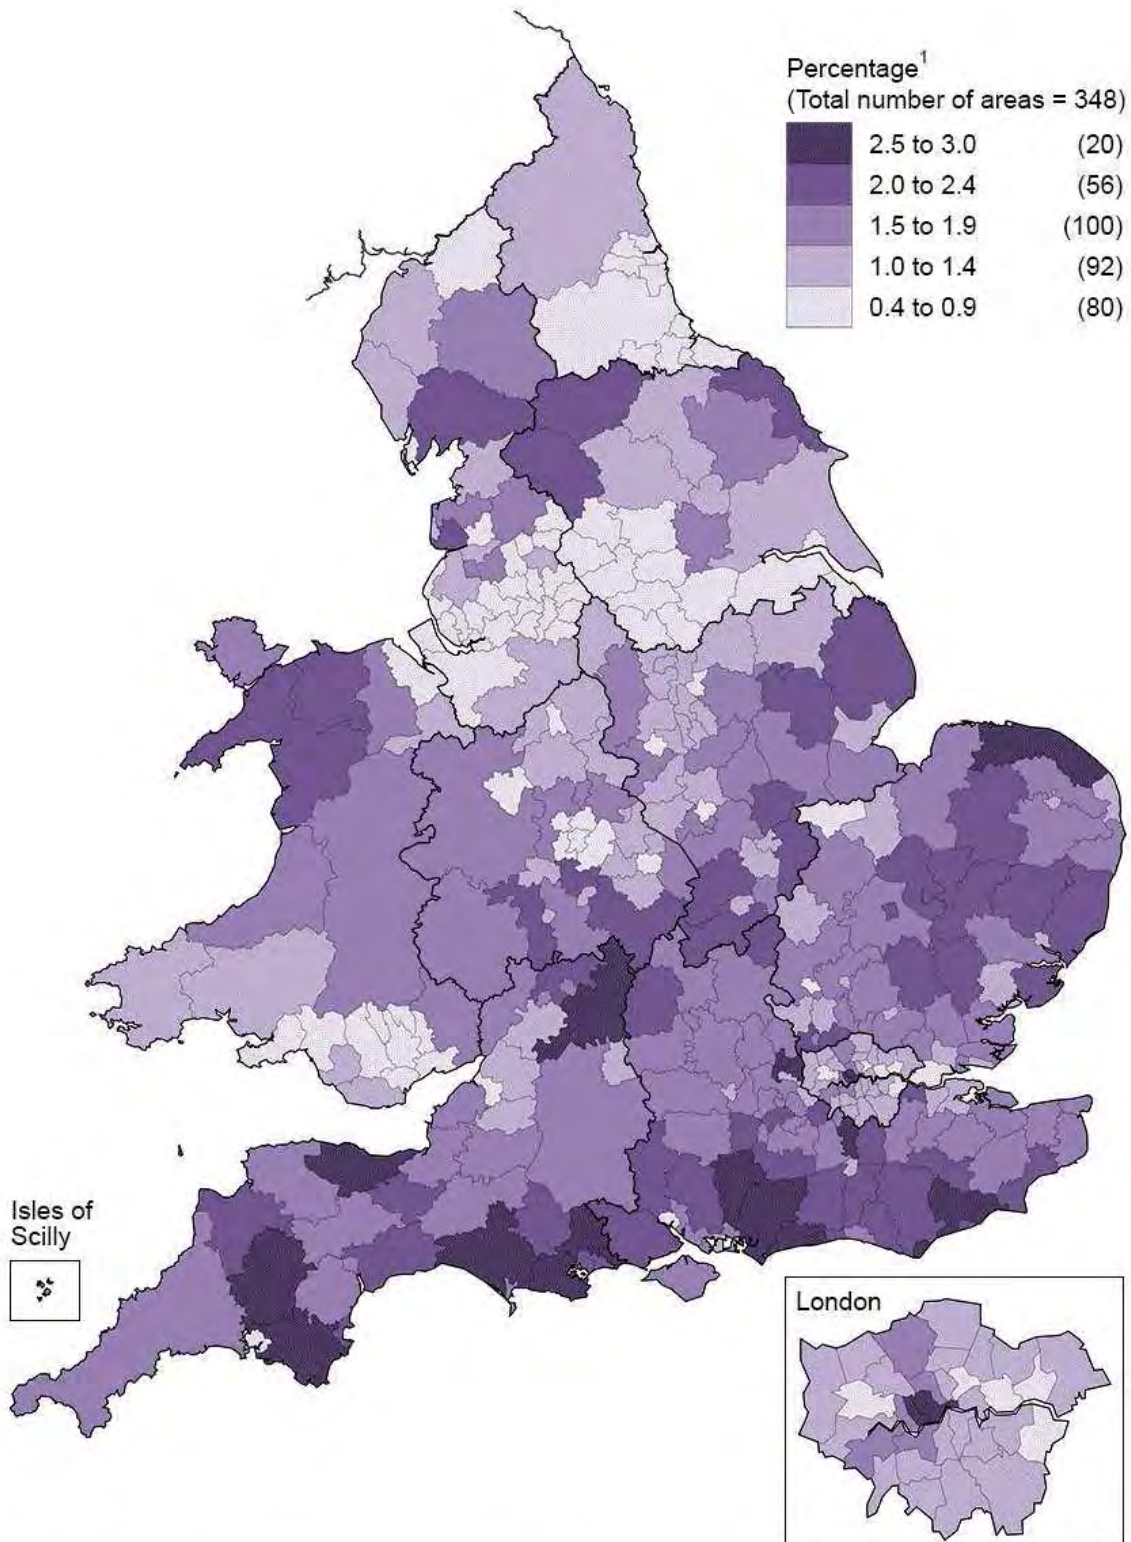 Percentage¹
(Total number of areas = 348)
2.5 to 3.0 (20)
2.0 to 2.4 (56)
1.5 to 1.9 (100)
1.0 to 1.4 (92)
0.4 to 0.9 (80)
Isles of
Scilly
London